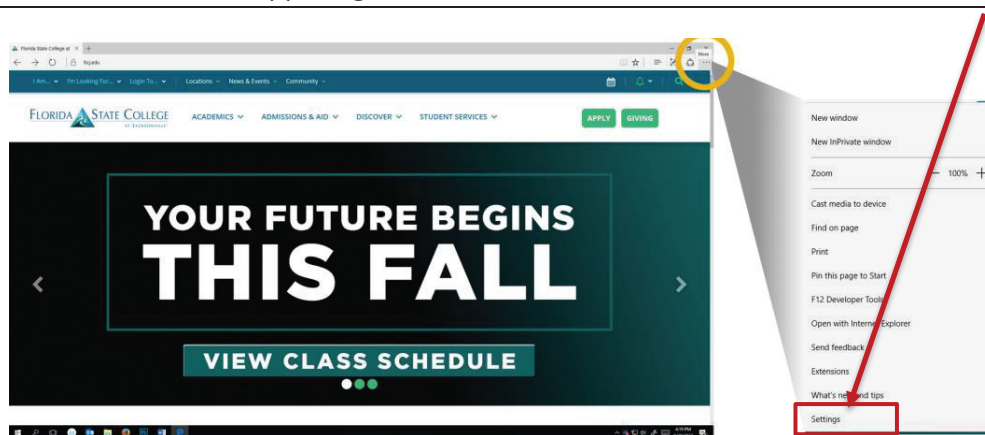 Florida State College at
More
fscj.edu
I Am... I'm Looking For... Login To... Locations News & Events Community
FLORIDA STATE COLLEGE
AT JACKSONVILLE
ACADEMICS ADMISSIONS & AID DISCOVER STUDENT SERVICES APPLY GIVING
YOUR FUTURE BEGINS
THIS FALL
VIEW CLASS SCHEDULE
New window
New InPrivate window
Zoom 100%
Cast media to device
Find on page
Print
Pin this page to Start
F12 Developer Tools
Open with Internet Explorer
Send feedback
Extensions
What's new and tips
Settings